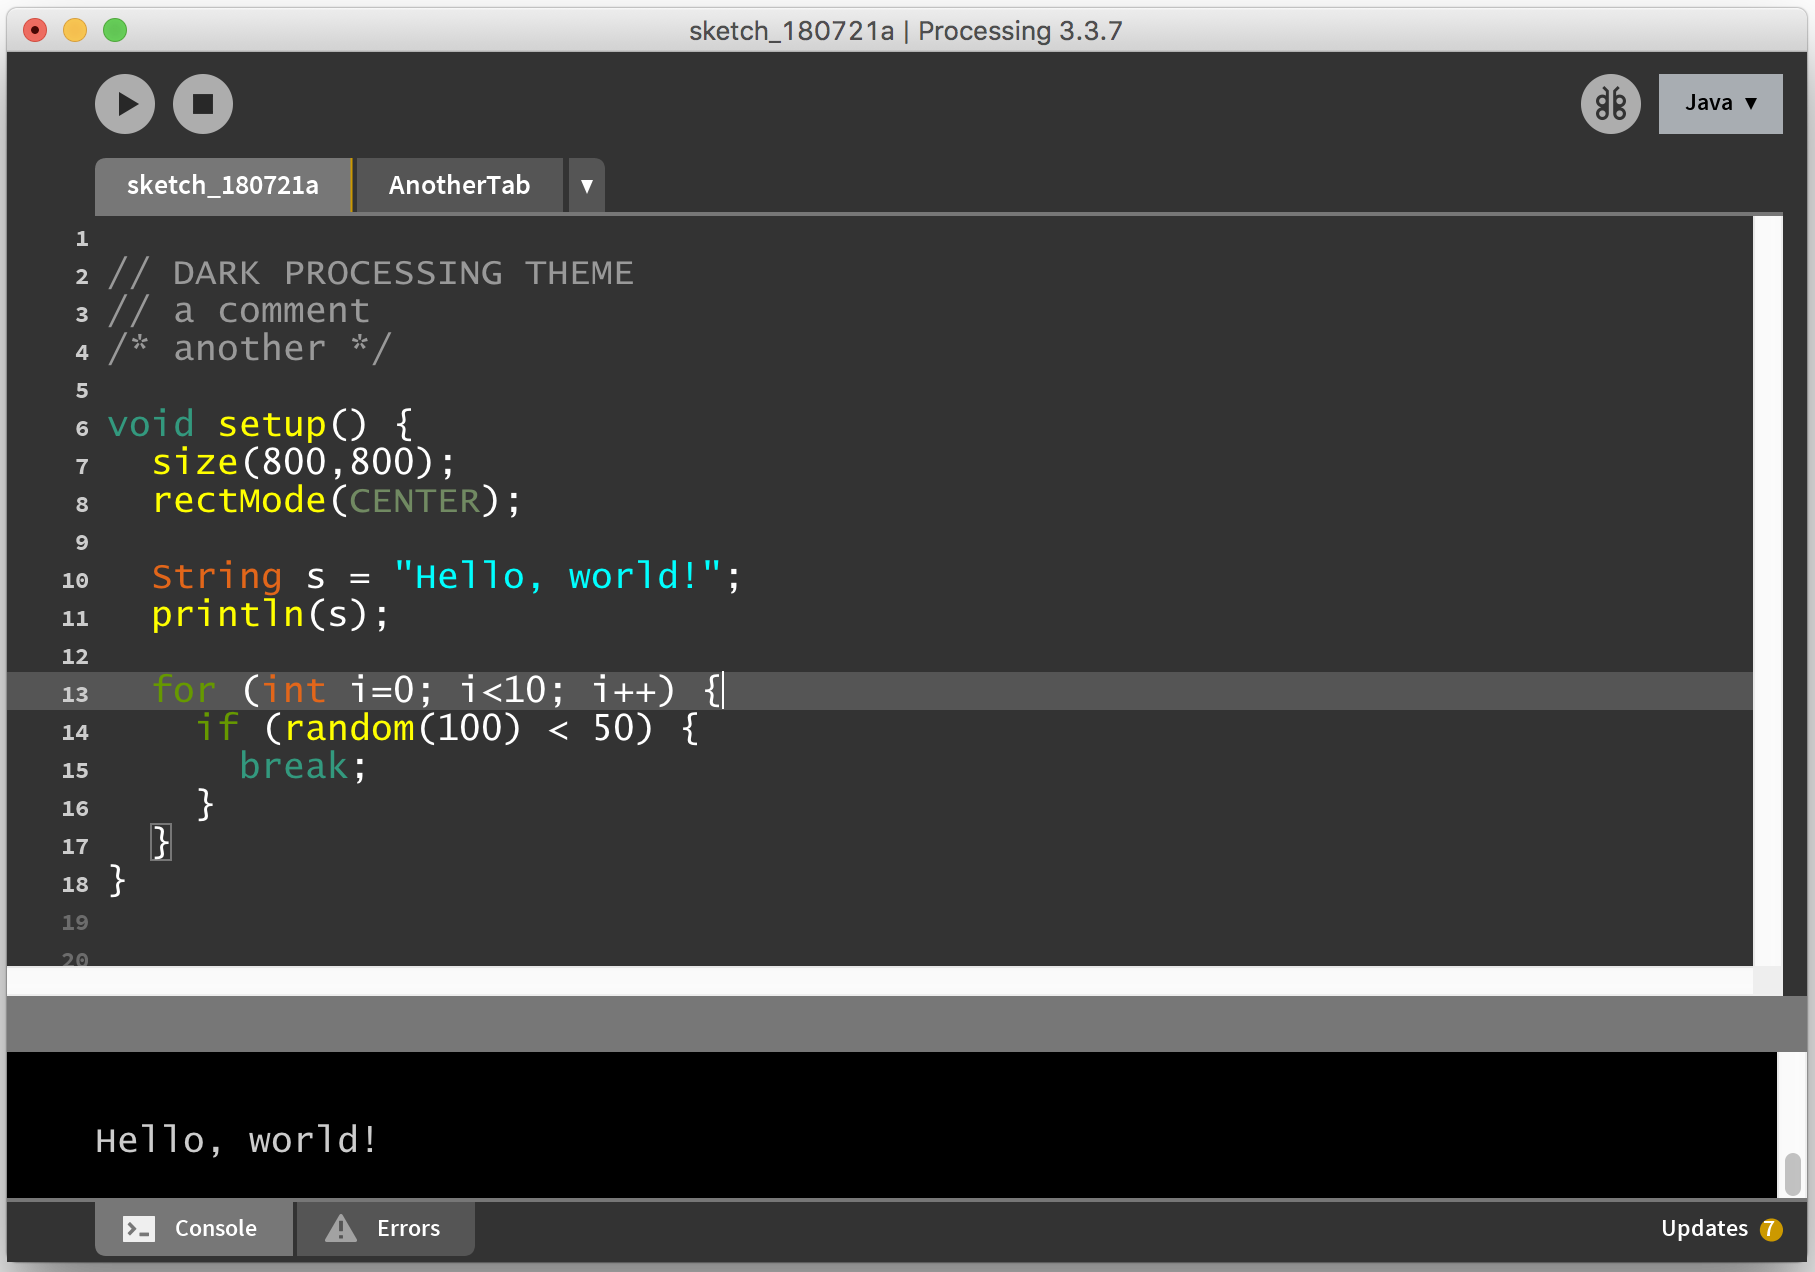 sketch_180721a | Processing 3.3.7
Java ▼
sketch_180721a AnotherTab ▼
1
2 // DARK PROCESSING THEME
3 // a comment
4 /* another */
5
6 void setup() {
7   size(800,800);
8   rectMode(CENTER);
9
10   String s = "Hello, world!";
11   println(s);
12
13   for (int i=0; i<10; i++) {
14     if (random(100) < 50) {
15       break;
16     }
17   }
18 }
19
20
Hello, world!
Console Errors Updates 7